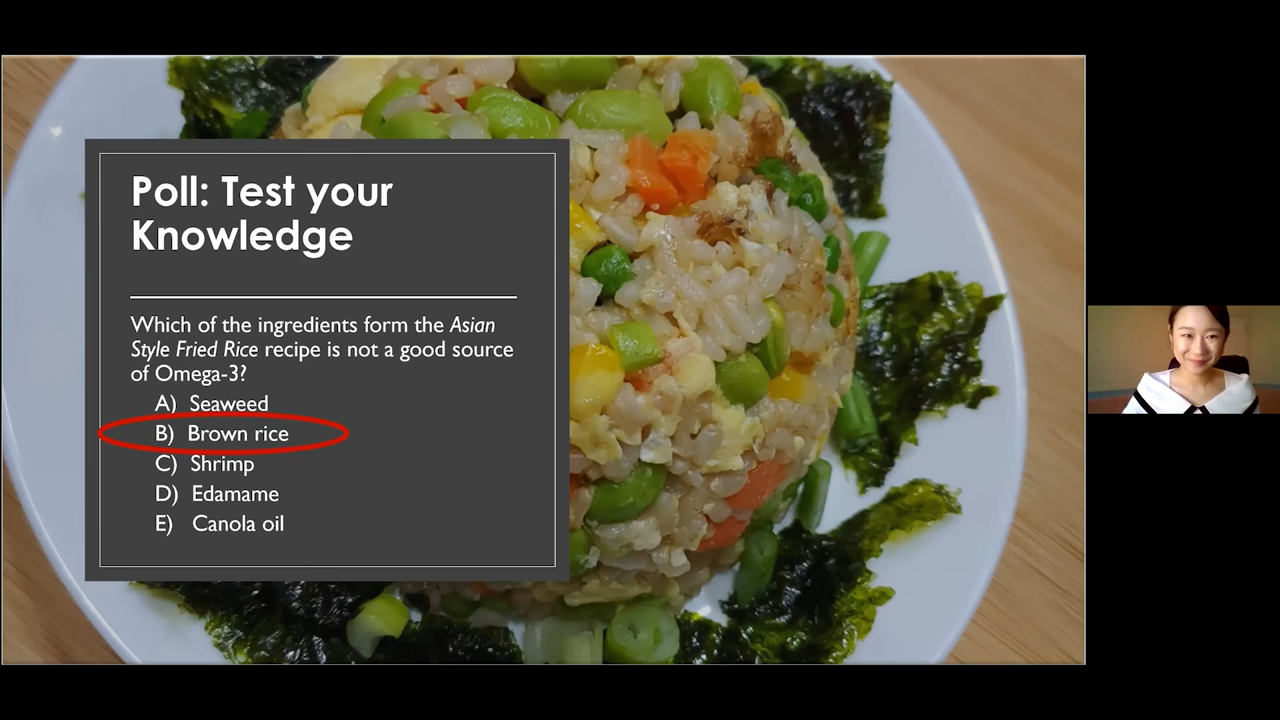 Poll: Test your
Knowledge
Which of the ingredients form the Asian
Style Fried Rice recipe is not a good source
of Omega-3?
A) Seaweed
B) Brown rice
C) Shrimp
D) Edamame
E) Canola oil